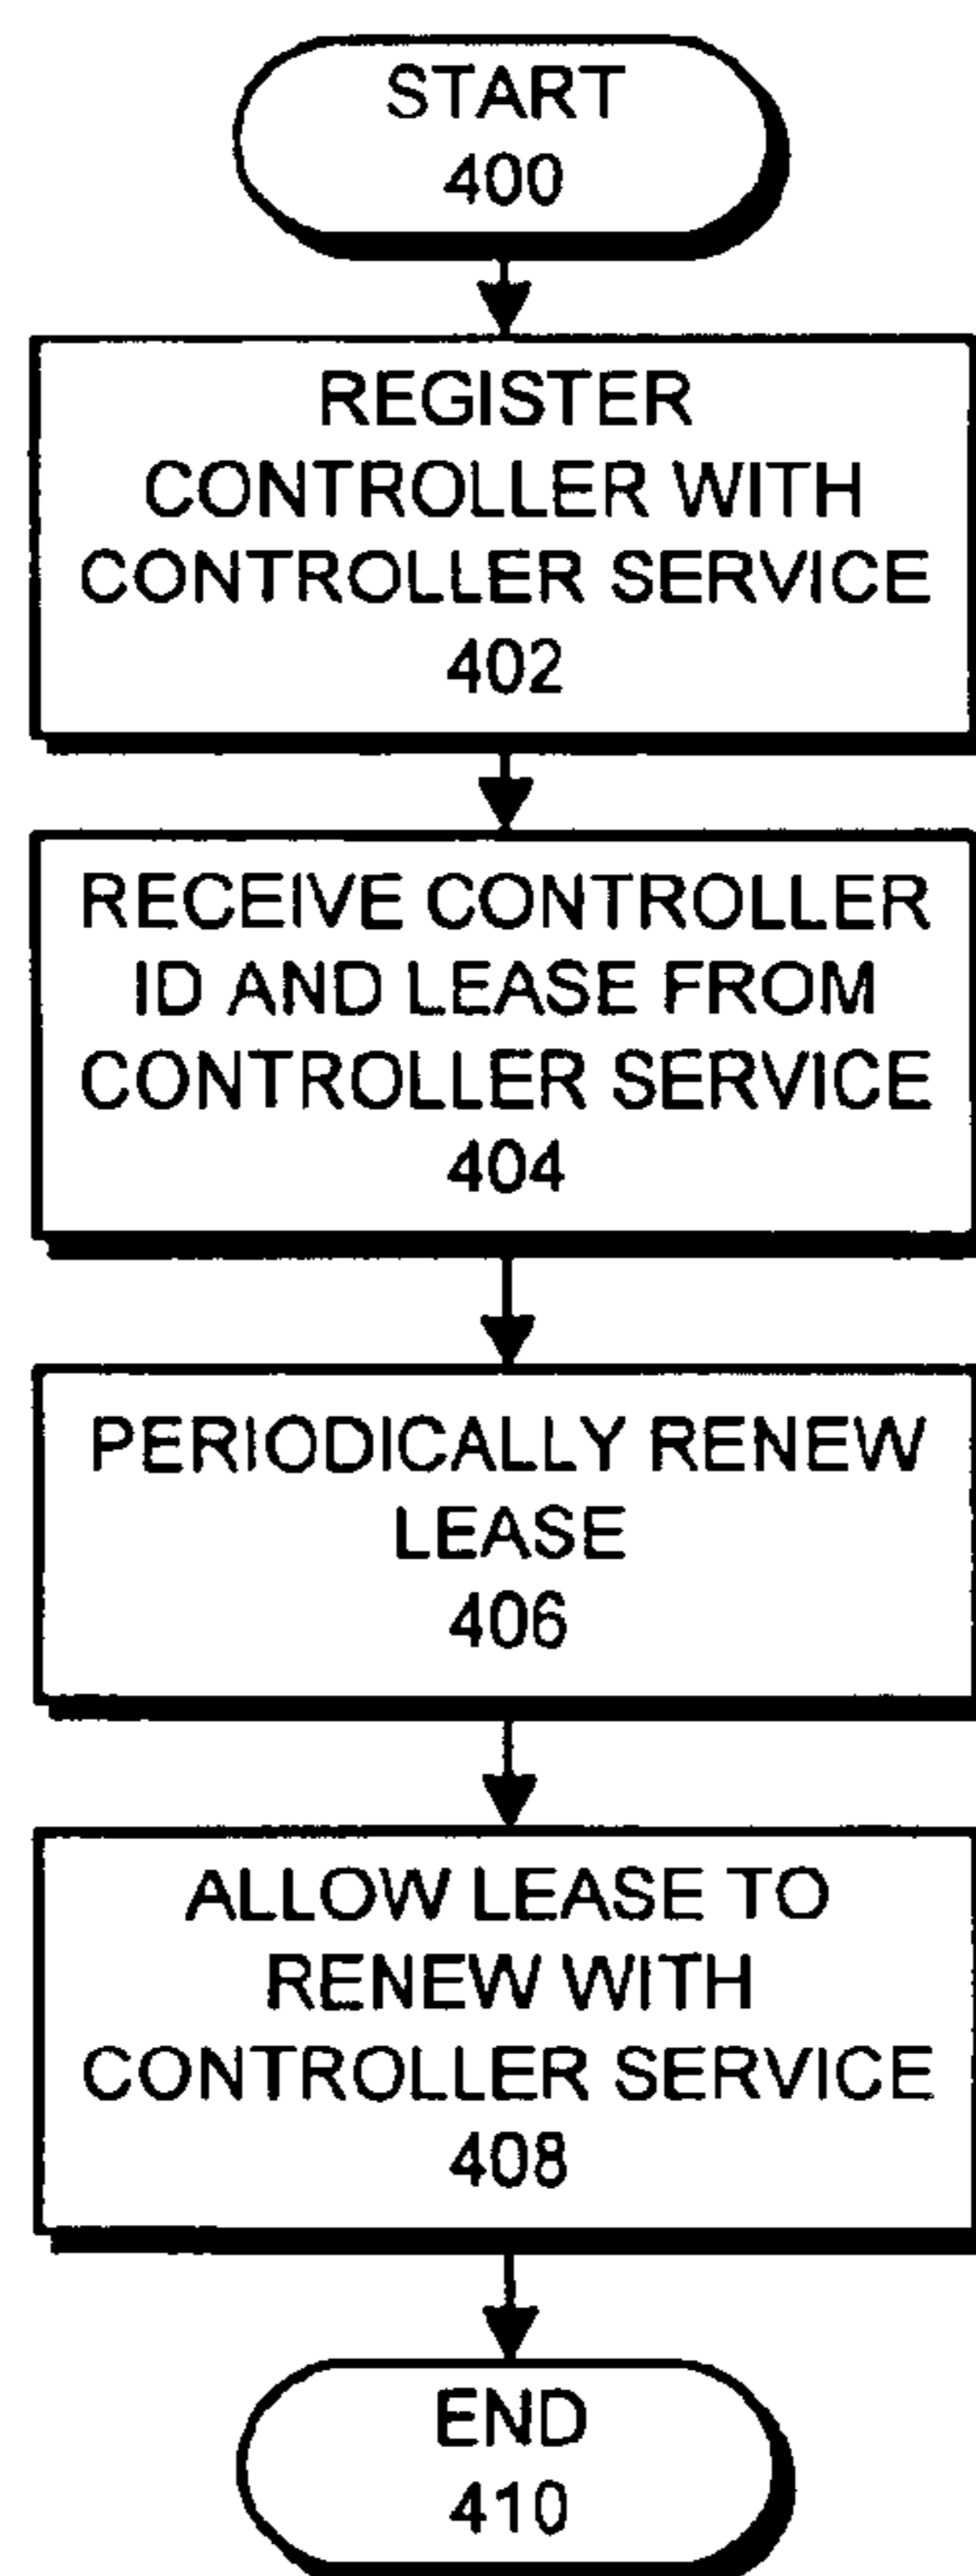 START
400
REGISTER
CONTROLLER WITH
CONTROLLER SERVICE
402
RECEIVE CONTROLLER
ID AND LEASE FROM
CONTROLLER SERVICE
404
PERIODICALLY RENEW
LEASE
406
ALLOW LEASE TO
RENEW WITH
CONTROLLER SERVICE
408
END
410